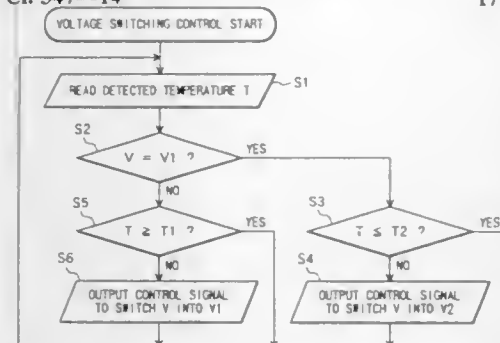 VOLTAGE SWITCHING CONTROL START
READ DETECTED TEMPERATURE T
S1
S2
V = V1 ?
YES
NO
S5
T ≥ T1 ?
YES
S3
T ≤ T2 ?
YES
S6
NO
S4
NO
OUTPUT CONTROL SIGNAL
TO SWITCH V INTO V1
OUTPUT CONTROL SIGNAL
TO SWITCH V INTO V2